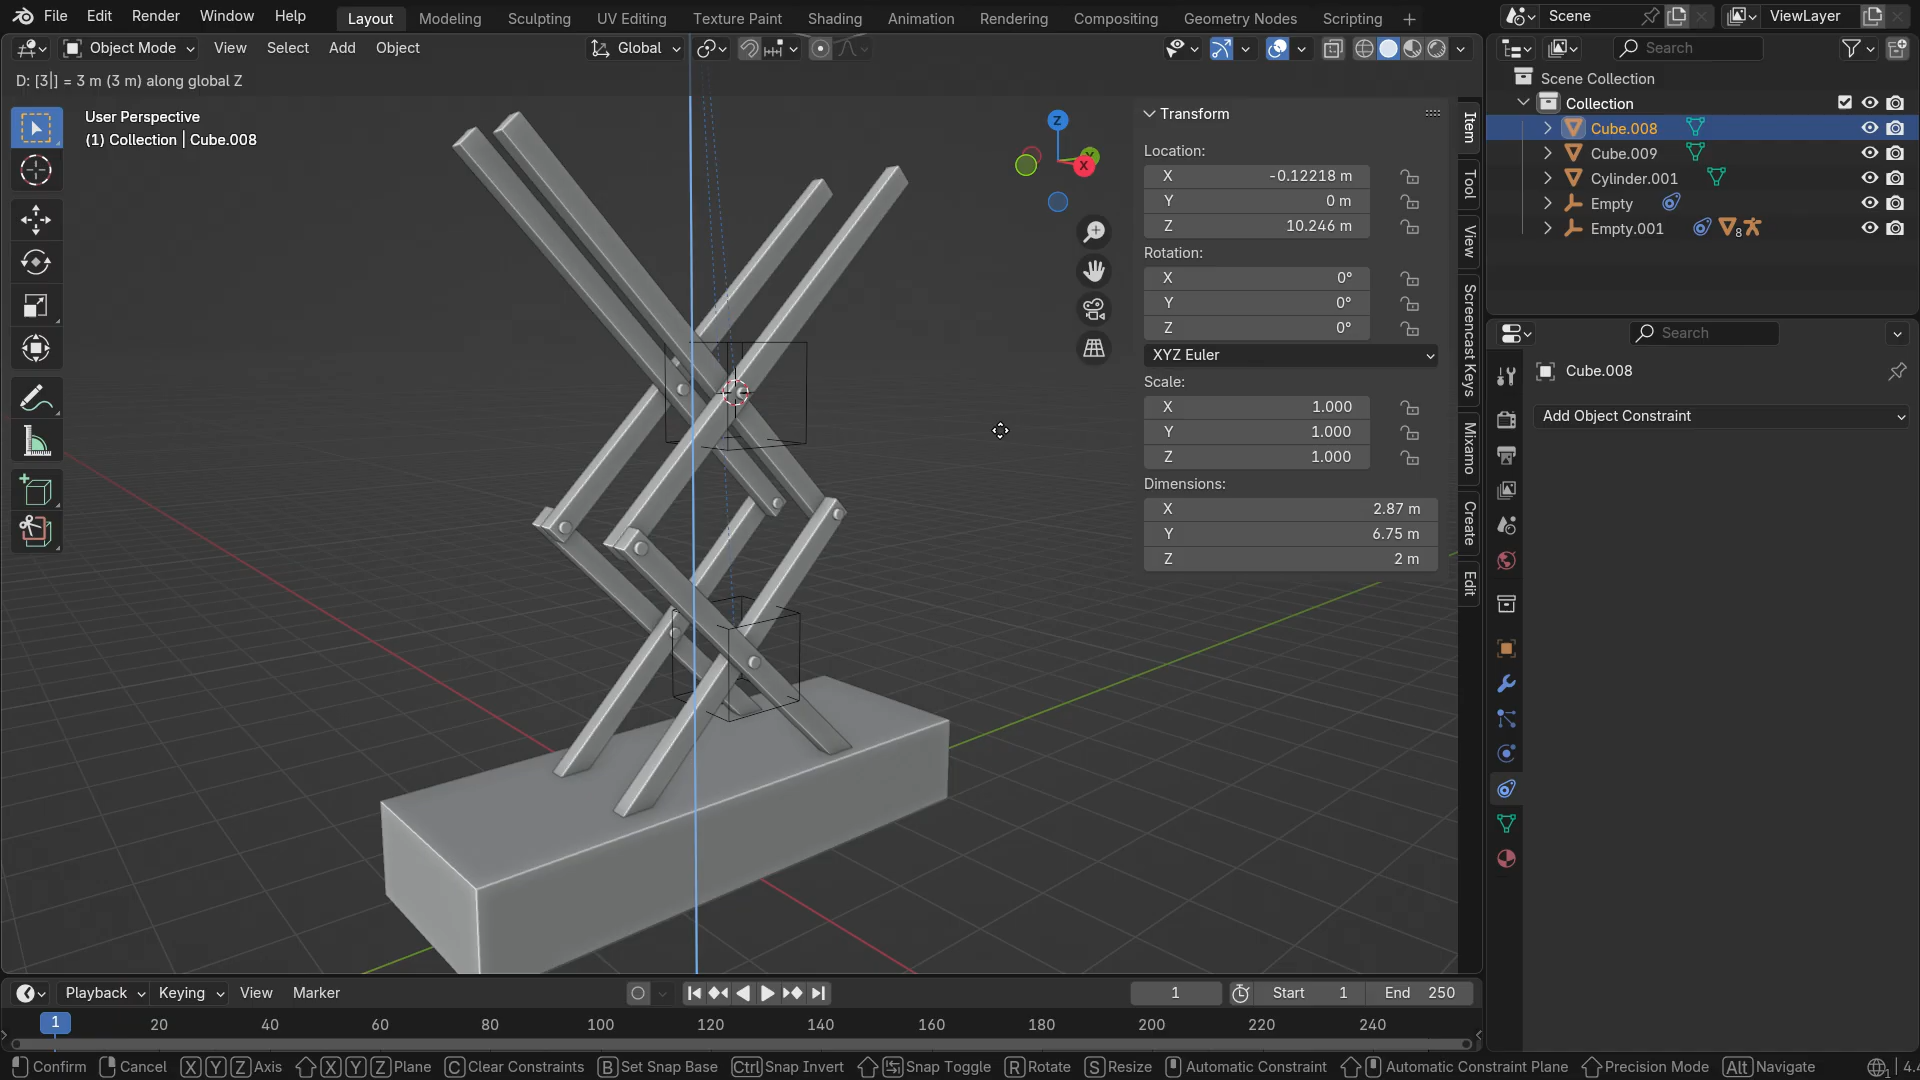 File Edit Render Window Help Layout Modeling Sculpting UV Editing Texture Paint Shading Animation Rendering Compositing Geometry Nodes Scripting Scene ViewLayer
Object Mode View Select Add Object Global Search
D: [3|] = 3 m (3 m) along global Z
User Perspective
(1) Collection | Cube.008
Z
Y
X
Transform
Location:
X -0.12218 m
Y 0 m
Z 10.246 m
Rotation:
X 0°
Y 0°
Z 0°
XYZ Euler
Scale:
X 1.000
Y 1.000
Z 1.000
Dimensions:
X 2.87 m
Y 6.75 m
Z 2 m
Item
Tool
View
Screencast Keys
Mixamo
Create
Edit
Scene Collection
Collection
Cube.008
Cube.009
Cylinder.001
Empty
Empty.001 8
Search
Cube.008
Add Object Constraint
Playback Keying View Marker 1 Start 1 End 250
1 20 40 60 80 100 120 140 160 180 200 220 240
Confirm Cancel X Y Z Axis X Y Z Plane C Clear Constraints B Set Snap Base Ctrl Snap Invert Snap Toggle R Rotate S Resize Automatic Constraint Automatic Constraint Plane Precision Mode Alt Navigate